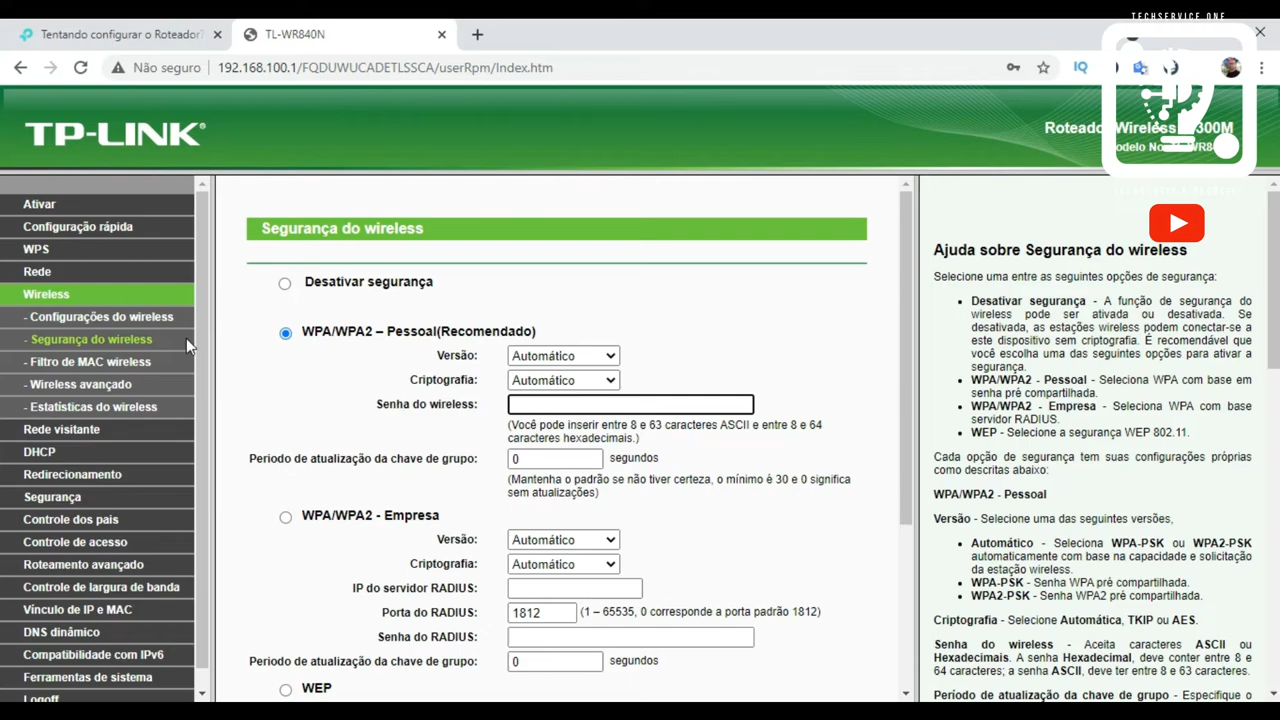 TECHSERVICE ONE
Tentando configurar o Roteador?
TL-WR840N
Não seguro
192.168.100.1/FQDUWUCADETLSSCA/userRpm/Index.htm
IQ
TP-LINK
Roteado Wireless 300M
odelo No WR8
Ativar
Configuração rápida
WPS
Rede
Wireless
- Configurações do wireless
- Segurança do wireless
- Filtro de MAC wireless
- Wireless avançado
- Estatísticas do wireless
Rede visitante
DHCP
Redirecionamento
Segurança
Controle dos pais
Controle de acesso
Roteamento avançado
Controle de largura de banda
Vínculo de IP e MAC
DNS dinâmico
Compatibilidade com IPv6
Ferramentas de sistema
Logoff
Segurança do wireless
Desativar segurança
WPA/WPA2 – Pessoal(Recomendado)
Versão: Automático
Criptografia: Automático
Senha do wireless:
(Você pode inserir entre 8 e 63 caracteres ASCII e entre 8 e 64
caracteres hexadecimais.)
Periodo de atualização da chave de grupo: 0 segundos
(Mantenha o padrão se não tiver certeza, o mínimo é 30 e 0 significa
sem atualizações)
WPA/WPA2 - Empresa
Versão: Automático
Criptografia: Automático
IP do servidor RADIUS:
Porta do RADIUS: 1812 (1 – 65535, 0 corresponde a porta padrão 1812)
Senha do RADIUS:
Periodo de atualização da chave de grupo: 0 segundos
WEP
Ajuda sobre Segurança do wireless
Selecione uma entre as seguintes opções de segurança:
Desativar segurança - A função de segurança do
wireless pode ser ativada ou desativada. Se
desativada, as estações wireless podem conectar-se a
este dispositivo sem criptografia. É recomendável que
você escolha uma das seguintes opções para ativar a
segurança.
WPA/WPA2 - Pessoal - Seleciona WPA com base em
senha pré compartilhada.
WPA/WPA2 - Empresa - Seleciona WPA com base
servidor RADIUS.
WEP - Selecione a segurança WEP 802.11.
Cada opção de segurança tem suas configurações próprias
como descritas abaixo:
WPA/WPA2 - Pessoal
Versão - Selecione uma das seguintes versões,
Automático - Seleciona WPA-PSK ou WPA2-PSK
automaticamente com base na capacidade e solicitação
da estação wireless.
WPA-PSK - Senha WPA pré compartilhada.
WPA2-PSK - Senha WPA2 pré compartilhada.
Criptografia - Selecione Automática, TKIP ou AES.
Senha do wireless - Aceita caracteres ASCII ou
Hexadecimais. A senha Hexadecimal, deve conter entre 8 e
64 caracteres; a senha ASCII, deve ter entre 8 e 63 caracteres.
Período de atualização da chave de grupo - Especifique o